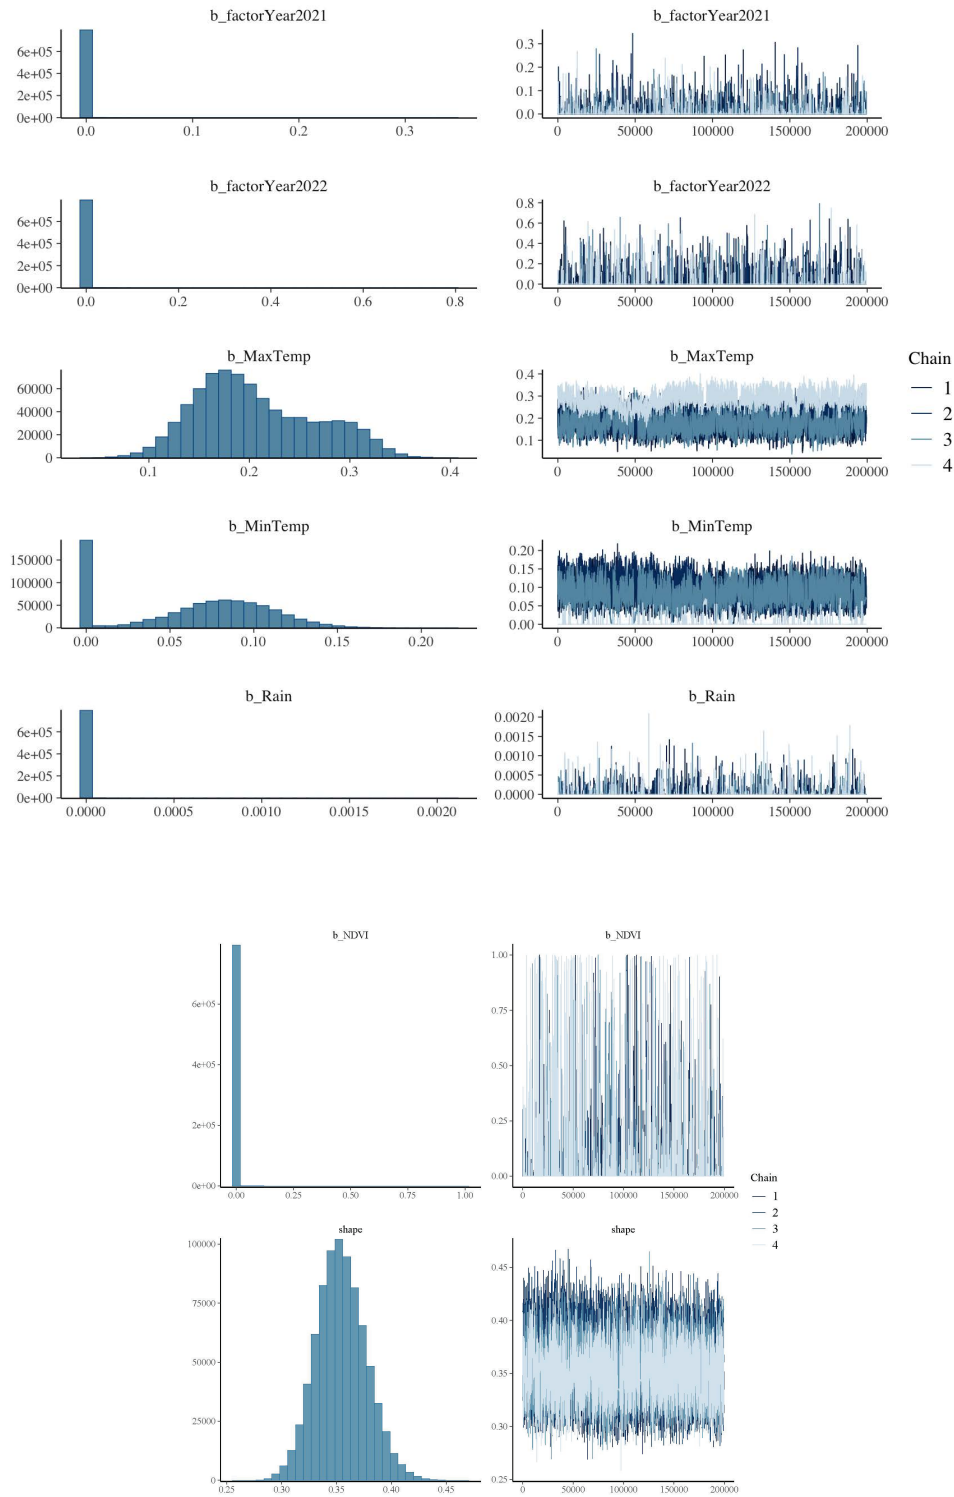 b_factorYear2021 b_factorYear2021
6e+05 0.3
4e+05 0.2
2e+05 0.1
0e+00 0.0
0.0 0.1 0.2 0.3 0 50000 100000 150000 200000
b_factorYear2022 b_factorYear2022
0.8
6e+05 0.6
4e+05 0.4
2e+05 0.2
0e+00 0.0
0.0 0.2 0.4 0.6 0.8 0 50000 100000 150000 200000
b_MaxTemp b_MaxTemp Chain
60000 0.4 1
40000 0.3 2
20000 0.2 3
0 0.1 4
0.1 0.2 0.3 0.4 0 50000 100000 150000 200000
b_MinTemp b_MinTemp
0.20
150000 0.15
100000 0.10
50000 0.05
0 0.00
0.00 0.05 0.10 0.15 0.20 0 50000 100000 150000 200000
b_Rain b_Rain
0.0020
6e+05 0.0015
4e+05 0.0010
2e+05 0.0005
0e+00 0.0000
0.0000 0.0005 0.0010 0.0015 0.0020 0 50000 100000 150000 200000
b_NDVI b_NDVI
1.00
6e+05 0.75
4e+05 0.50
2e+05 0.25
0e+00 0.00
0.00 0.25 0.50 0.75 1.00 0 50000 100000 150000 200000
Chain
1
2
3
4
shape shape
100000 0.45
75000 0.40
50000 0.35
25000 0.30
0 0.25
0.25 0.30 0.35 0.40 0.45 0 50000 100000 150000 200000